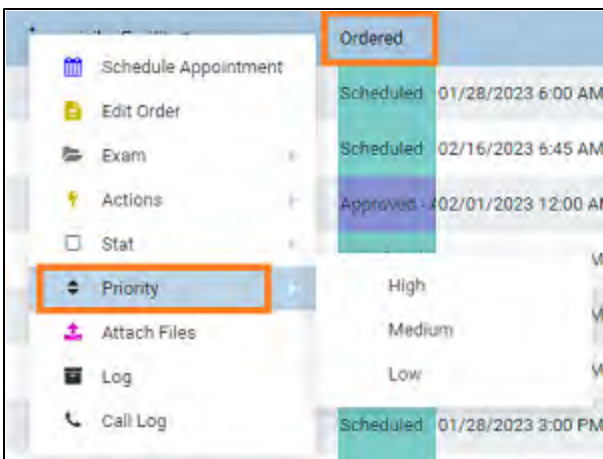 Ordered
Schedule Appointment
Scheduled 01/28/2023 6:00 AM
Edit Order
Exam
Scheduled 02/16/2023 6:45 AM
Actions
Approved - 02/01/2023 12:00 AM
Stat
Priority
High
Medium
Attach Files
Low
Log
Call Log
Scheduled 01/28/2023 3:00 PM